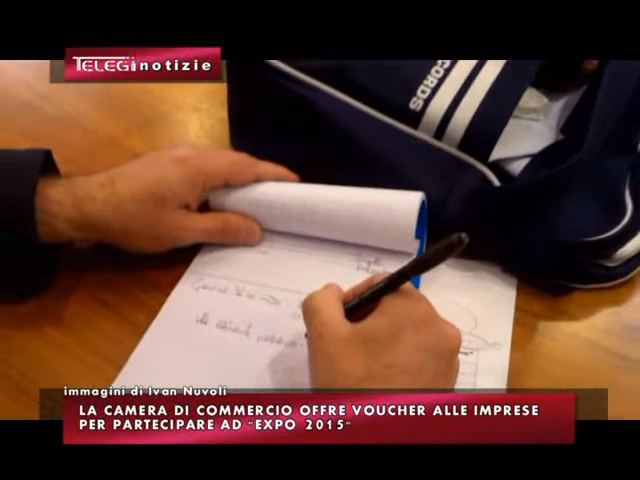 TELEGInotizie
CORDS
immagini di Ivan Nuvoli
LA CAMERA DI COMMERCIO OFFRE VOUCHER ALLE IMPRESE
PER PARTECIPARE AD "EXPO 2015"